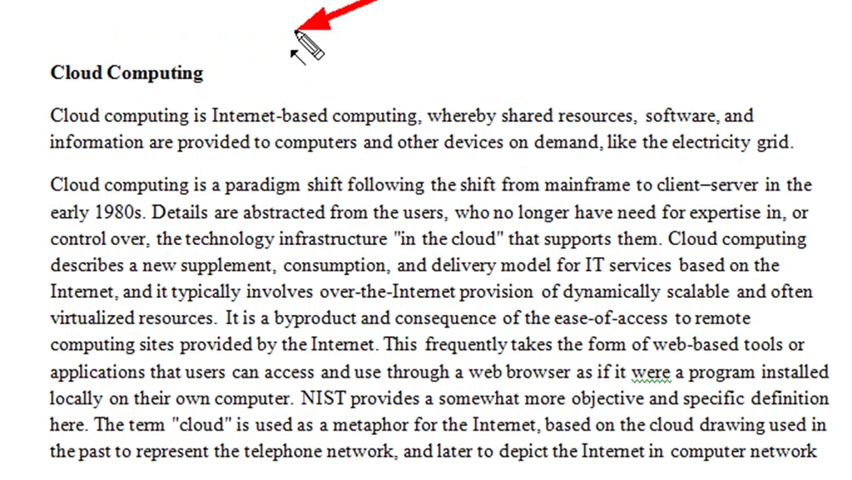 Cloud Computing
Cloud computing is Internet-based computing, whereby shared resources, software, and
information are provided to computers and other devices on demand, like the electricity grid.
Cloud computing is a paradigm shift following the shift from mainframe to client–server in the
early 1980s. Details are abstracted from the users, who no longer have need for expertise in, or
control over, the technology infrastructure "in the cloud" that supports them. Cloud computing
describes a new supplement, consumption, and delivery model for IT services based on the
Internet, and it typically involves over-the-Internet provision of dynamically scalable and often
virtualized resources. It is a byproduct and consequence of the ease-of-access to remote
computing sites provided by the Internet. This frequently takes the form of web-based tools or
applications that users can access and use through a web browser as if it were a program installed
locally on their own computer. NIST provides a somewhat more objective and specific definition
here. The term "cloud" is used as a metaphor for the Internet, based on the cloud drawing used in
the past to represent the telephone network, and later to depict the Internet in computer network